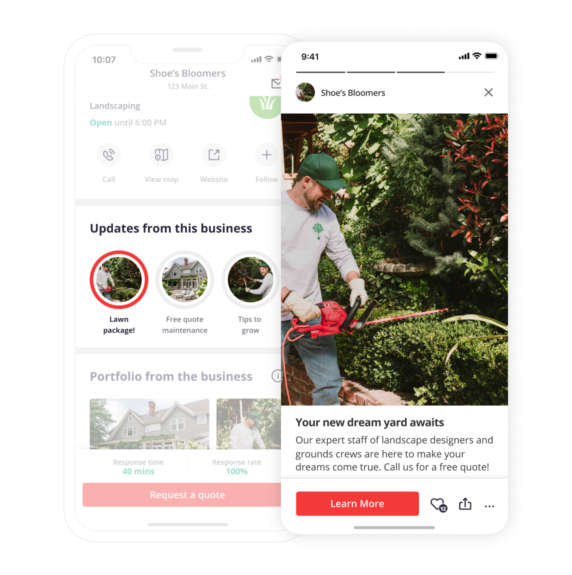 10:07
Shoe's Bloomers
123 Main St.
Landscaping
Open until 6:00 PM
Call
View map
Website
Follow
Updates from this business
Lawn
package!
Free quote
maintenance
Tips to
grow
Portfolio from the business
Response time
40 mins
Response rate
100%
Request a quote
9:41
Shoe's Bloomers
Your new dream yard awaits
Our expert staff of landscape designers and
grounds crews are here to make your
dreams come true. Call us for a free quote!
Learn More